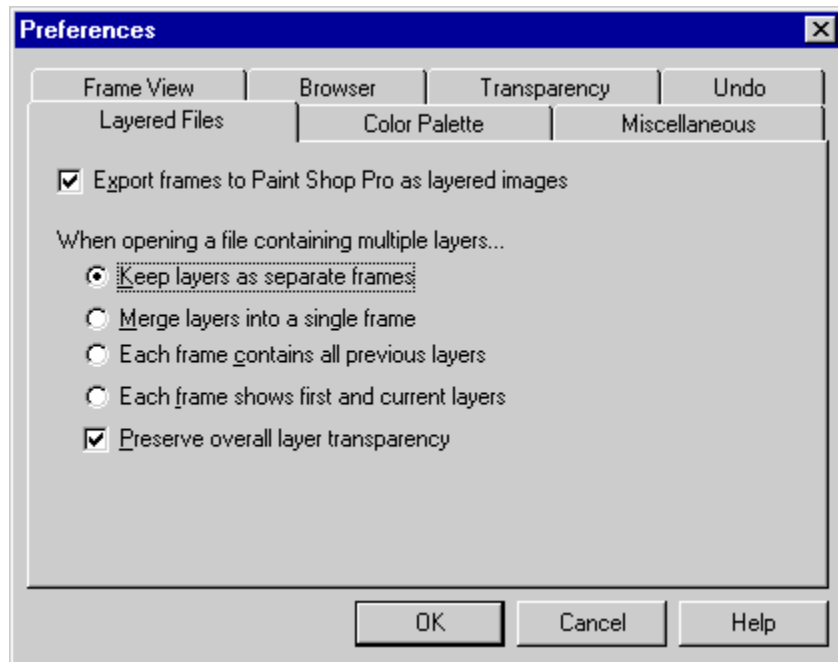 Preferences
Frame View Browser Transparency Undo
Layered Files Color Palette Miscellaneous
Export frames to Paint Shop Pro as layered images
When opening a file containing multiple layers...
Keep layers as separate frames
Merge layers into a single frame
Each frame contains all previous layers
Each frame shows first and current layers
Preserve overall layer transparency
OK Cancel Help